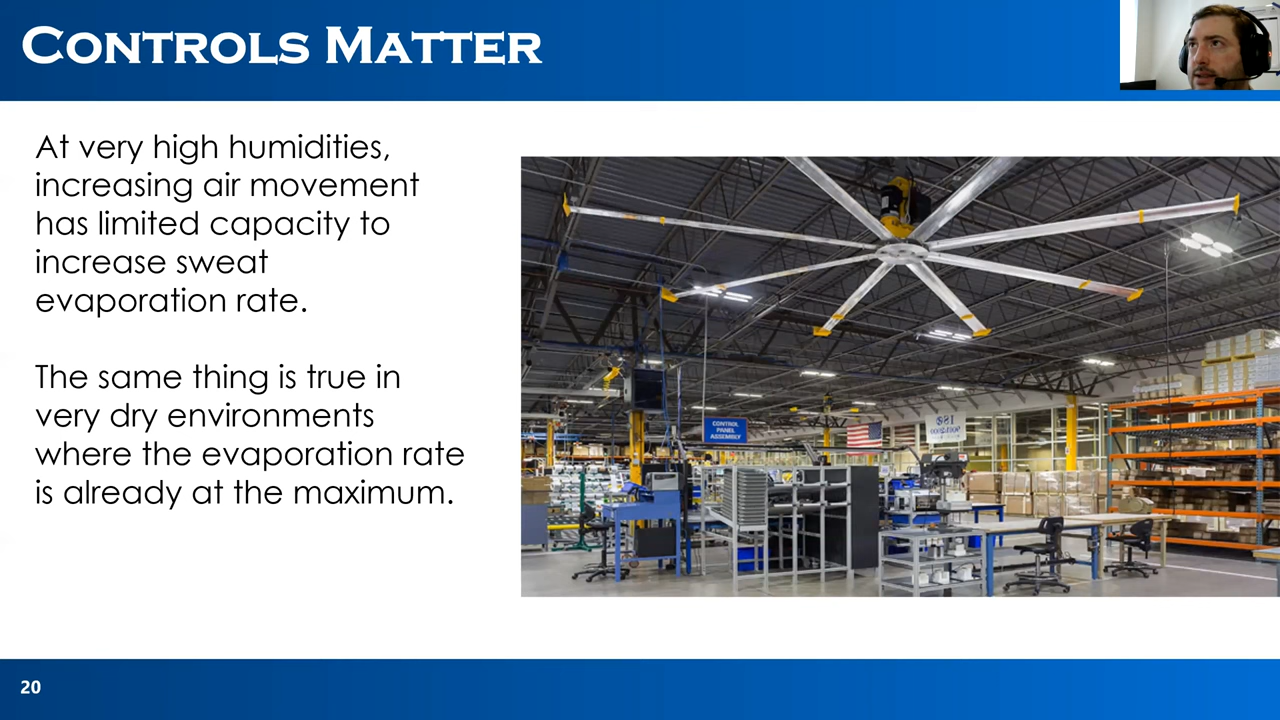 CONTROLS MATTER
At very high humidities,
increasing air movement
has limited capacity to
increase sweat
evaporation rate.
The same thing is true in
very dry environments
where the evaporation rate
is already at the maximum.
CONTROL
PANEL
ASSEMBLY
20